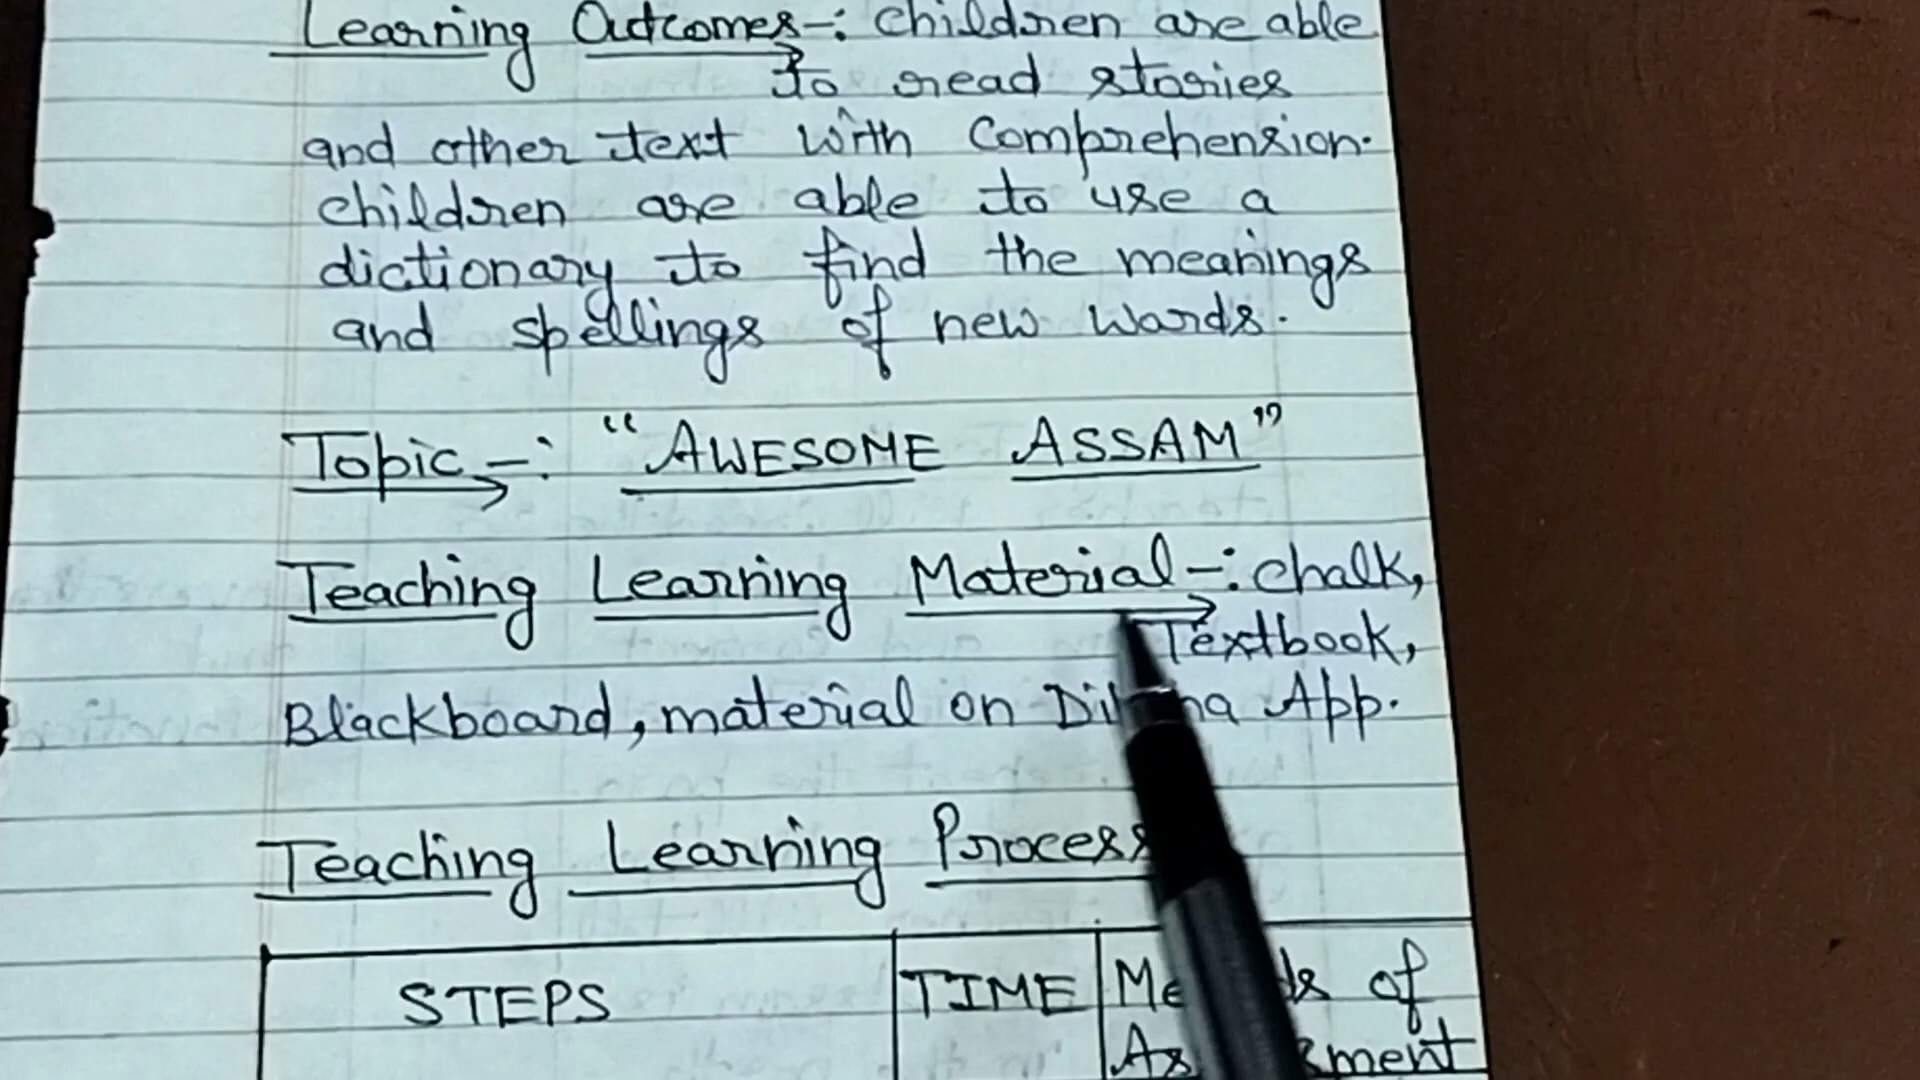 Learning Outcomes-: children are able
to read stories
and other text with Comprehension.
children are able to use a
dictionary to find the meanings
and spellings of new words.
Topic-: "AWESOME ASSAM"
Teaching Learning Material-: chalk,
Textbook,
Blackboard, material on App.
Teaching Learning Process
STEPS TIME of